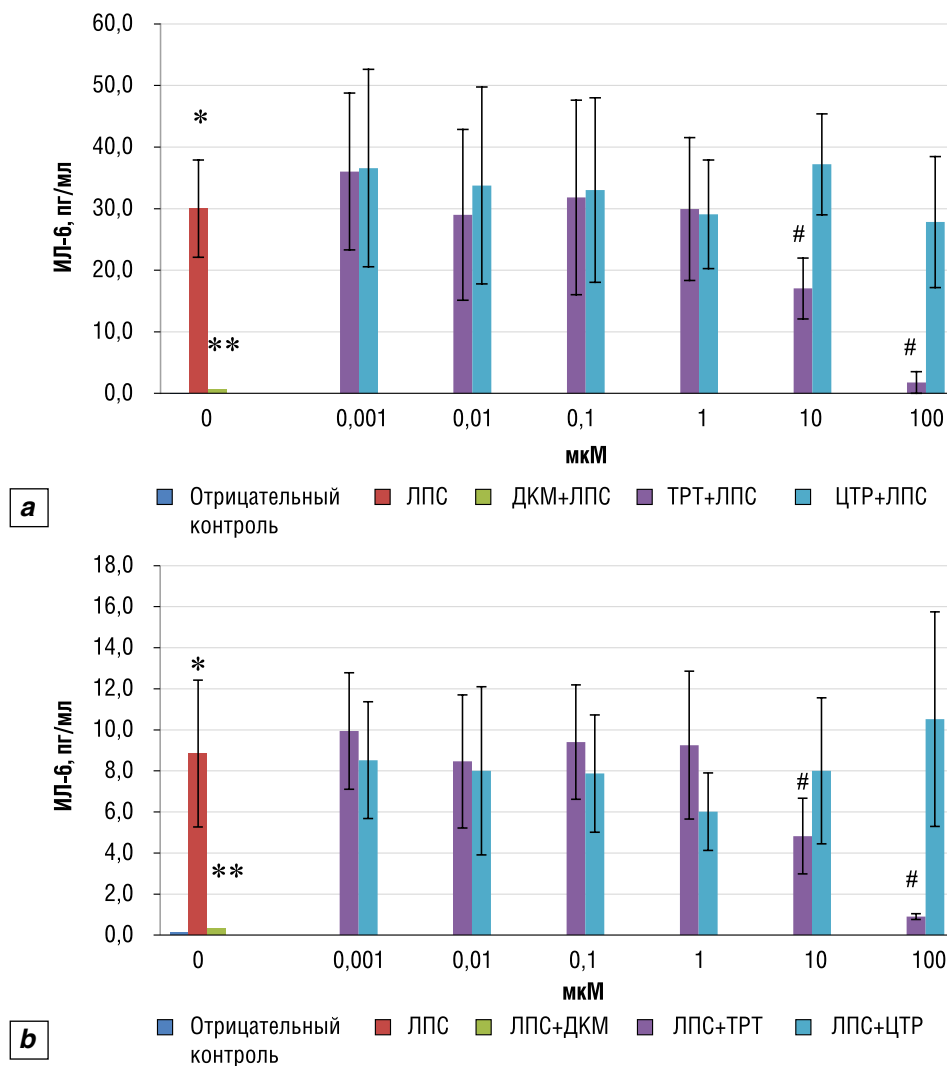 60,0
50,0
40,0
30,0
20,0
10,0
0,0
ИЛ-6, пг/мл
*
**
#
#
0 0,001 0,01 0,1 1 10 100
мкМ
a
Отрицательный контроль
ЛПС
ДКМ+ЛПС
ТРТ+ЛПС
ЦТР+ЛПС
18,0
16,0
14,0
12,0
10,0
8,0
6,0
4,0
2,0
0,0
ИЛ-6, пг/мл
*
**
#
#
0 0,001 0,01 0,1 1 10 100
мкМ
b
Отрицательный контроль
ЛПС
ЛПС+ДКМ
ЛПС+ТРТ
ЛПС+ЦТР